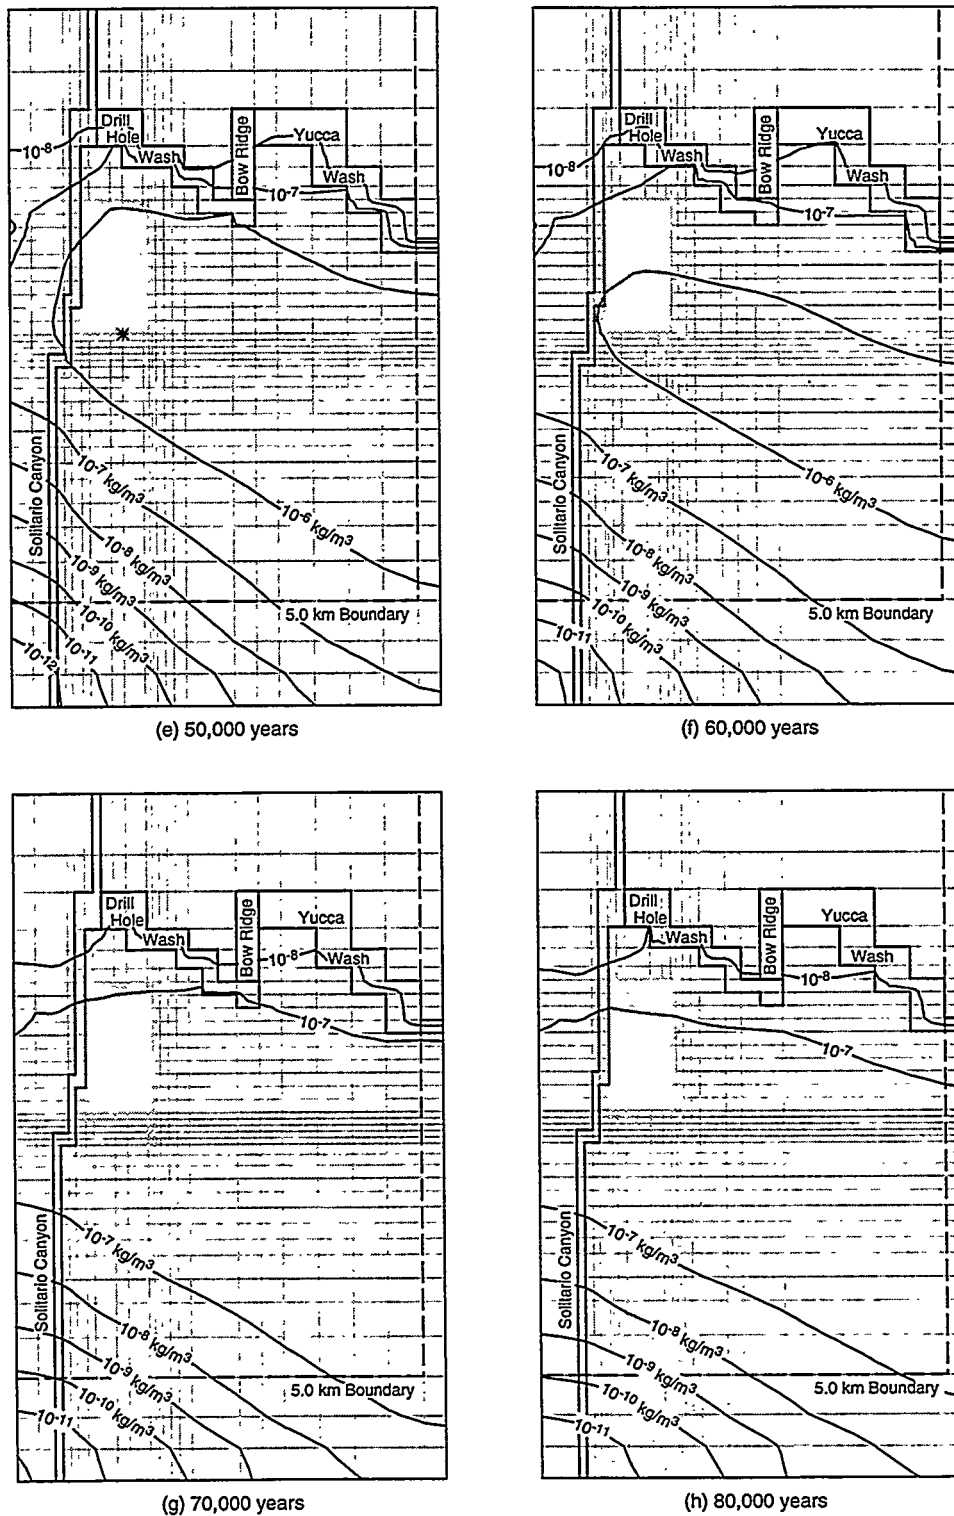 Drill
Hole
Wash
Bow Ridge
Yucca
Wash
10-8
10-7
Solitario Canyon
10-7 kg/m3
10-6 kg/m3
10-8 kg/m3
10-9 kg/m3
10-10 kg/m3
10-11
10-12
5.0 km Boundary
(e) 50,000 years
Drill
Hole
Wash
Bow Ridge
Yucca
Wash
10-8
10-7
Solitario Canyon
10-7 kg/m3
10-6 kg/m3
10-8 kg/m3
10-9 kg/m3
10-10 kg/m3
10-11
5.0 km Boundary
(f) 60,000 years
Drill
Hole
Wash
Bow Ridge
Yucca
Wash
10-8
10-7
Solitario Canyon
10-7 kg/m3
10-8 kg/m3
10-9 kg/m3
10-10 kg/m3
10-11
5.0 km Boundary
(g) 70,000 years
Drill
Hole
Wash
Bow Ridge
Yucca
Wash
10-8
10-7
Solitario Canyon
10-7 kg/m3
10-8 kg/m3
10-9 kg/m3
10-10 kg/m3
10-11
5.0 km Boundary
(h) 80,000 years